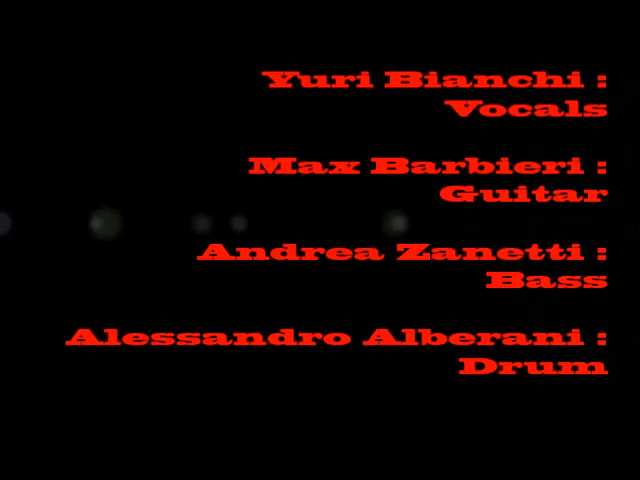 Yuri Bianchi :
Vocals
Max Barbieri :
Guitar
Andrea Zanetti :
Bass
Alessandro Alberani :
Drum